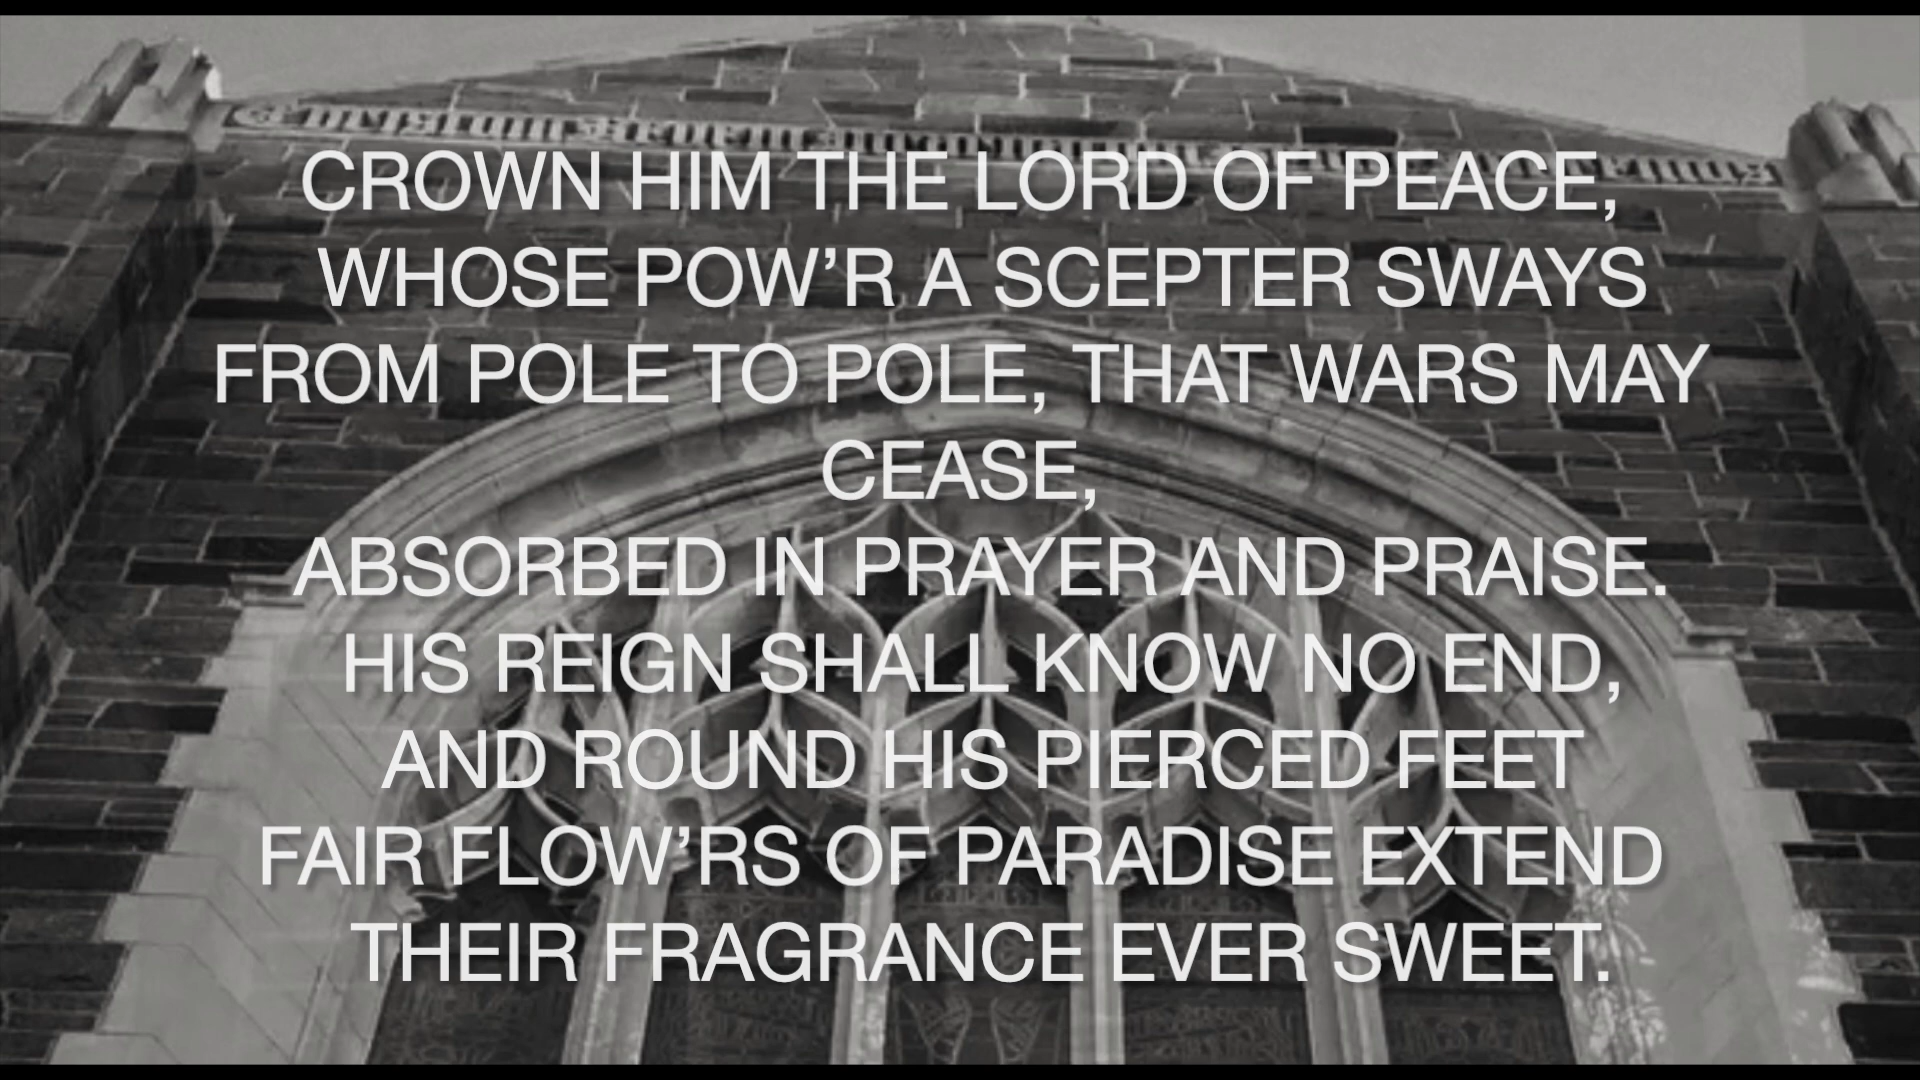 CROWN HIM THE LORD OF PEACE,
WHOSE POW’R A SCEPTER SWAYS
FROM POLE TO POLE, THAT WARS MAY
CEASE,
ABSORBED IN PRAYER AND PRAISE.
HIS REIGN SHALL KNOW NO END,
AND ROUND HIS PIERCED FEET
FAIR FLOW’RS OF PARADISE EXTEND
THEIR FRAGRANCE EVER SWEET.